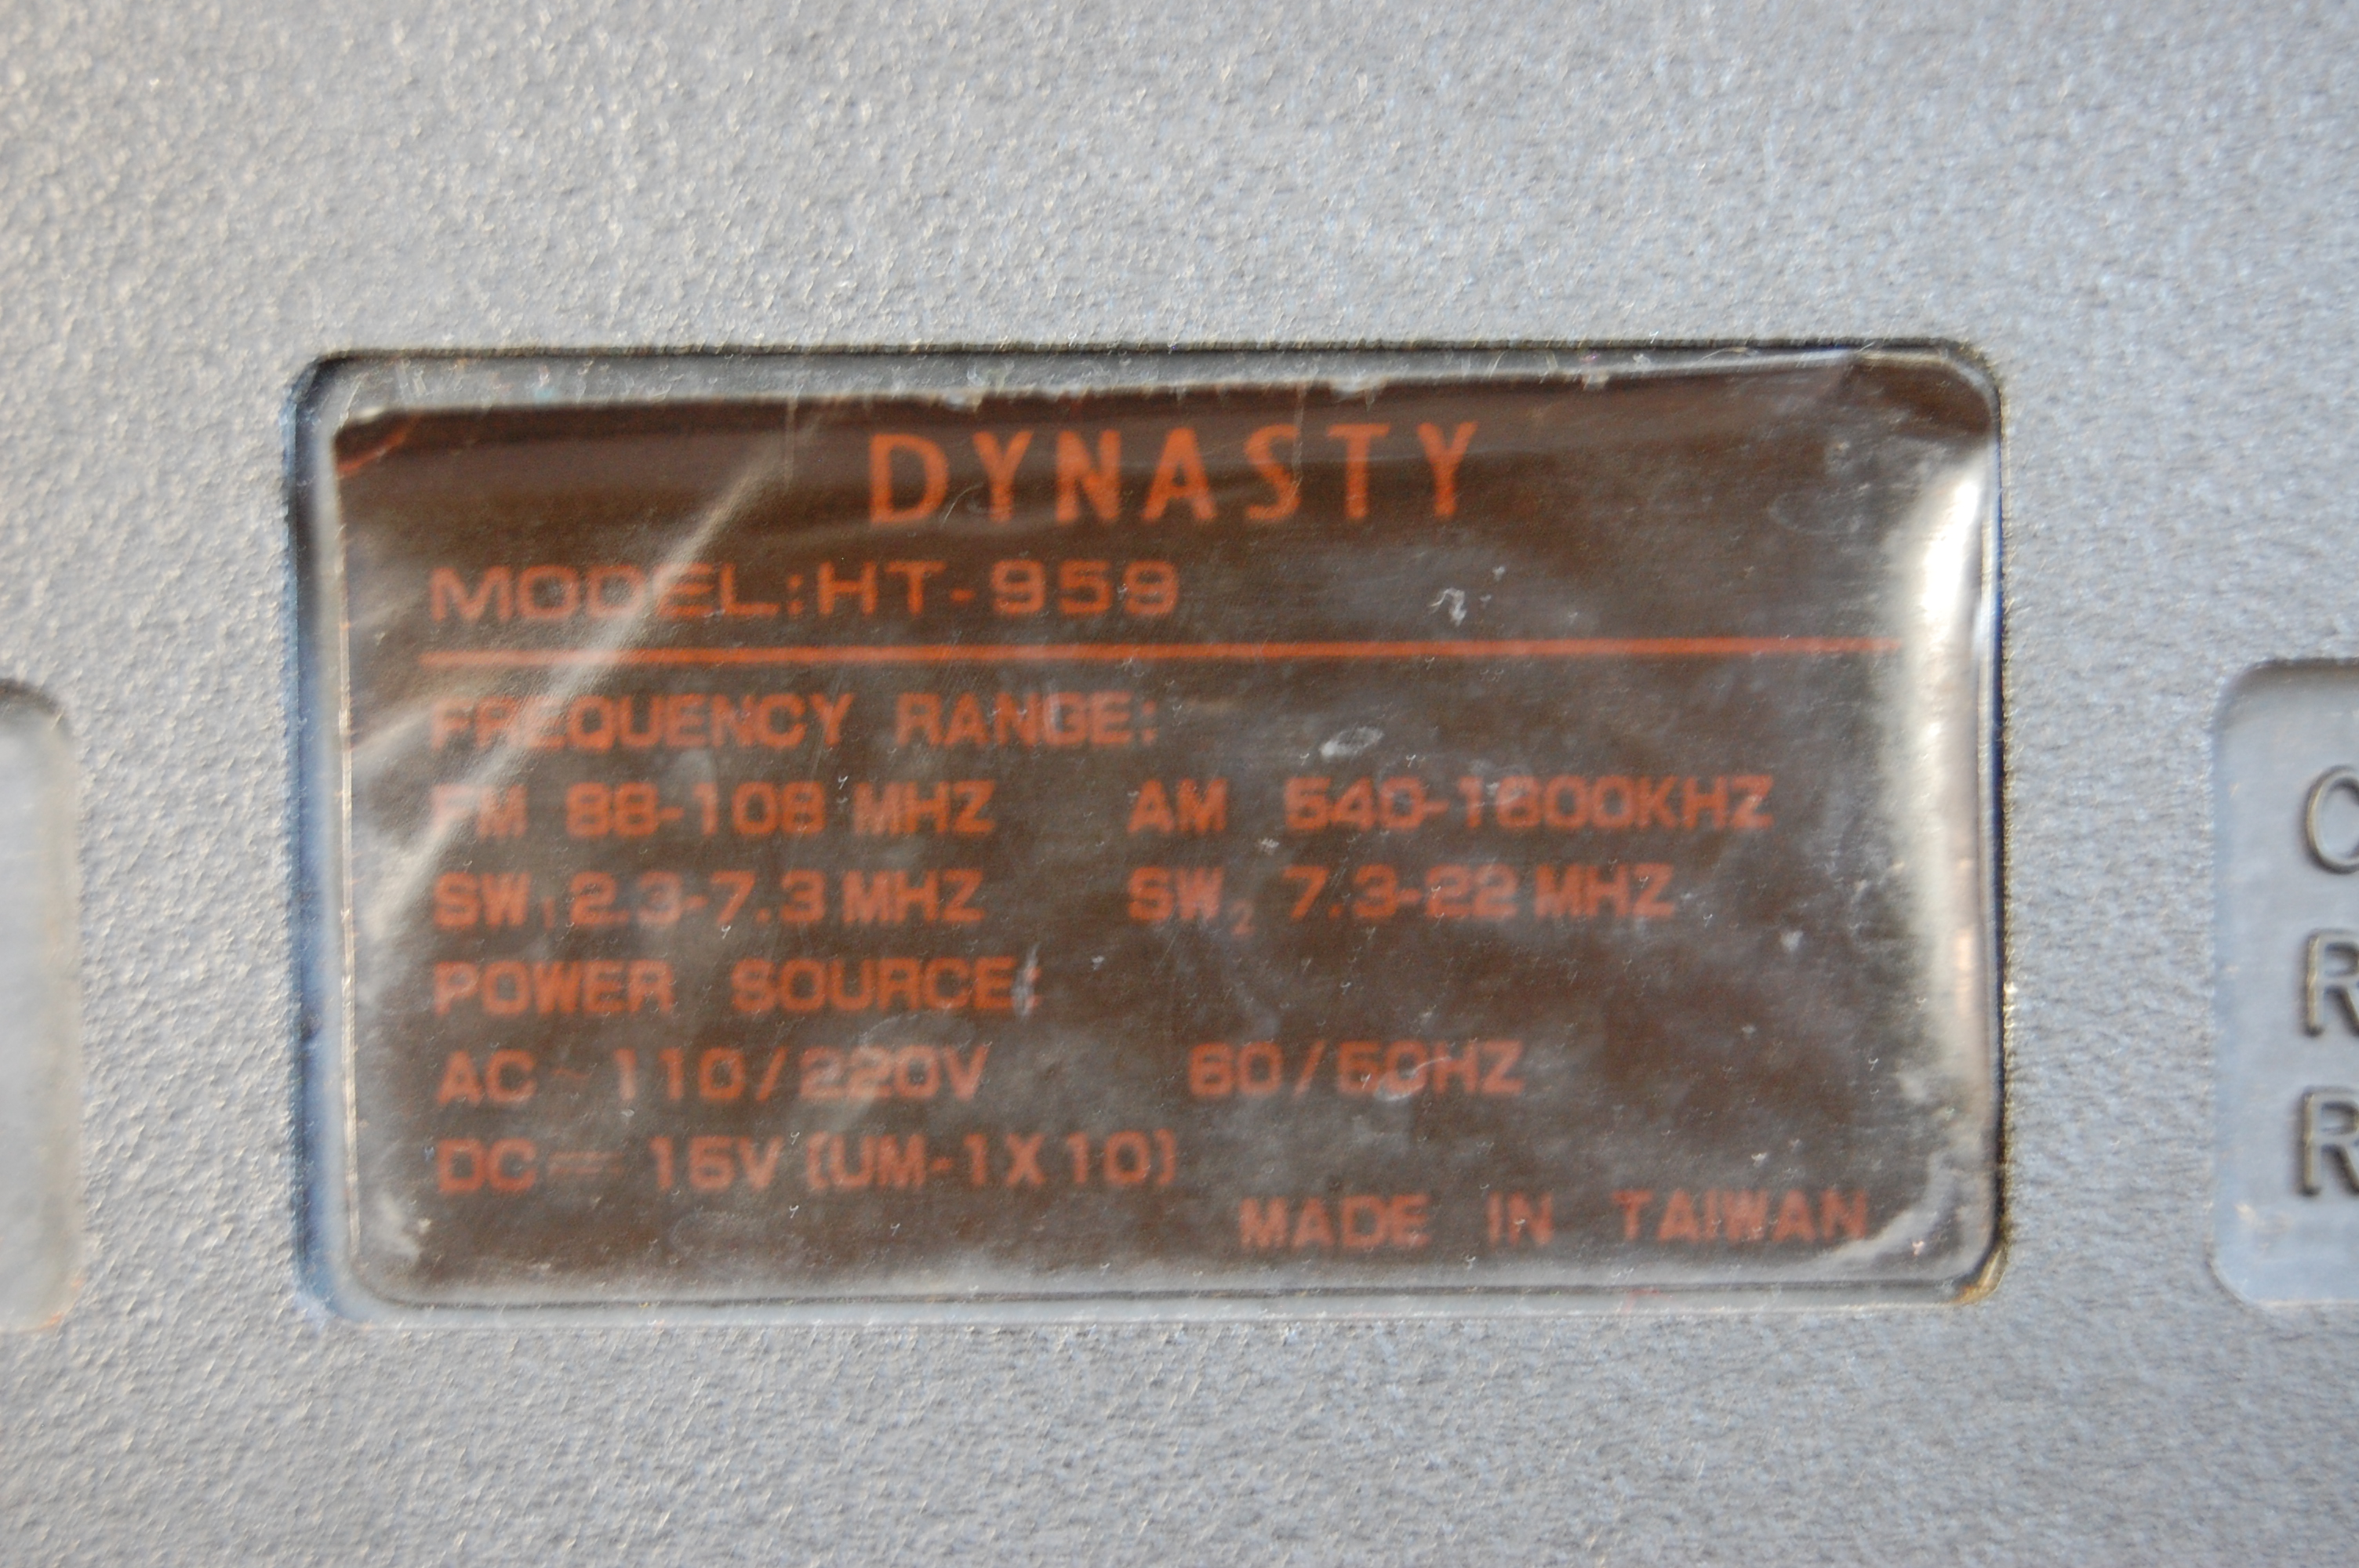 DYNASTY
MODEL:HT-959
FREQUENCY RANGE:
FM 88-108 MHZ AM 540-1600KHZ
SW₁ 2.3-7.3 MHZ SW₂ 7.3-22 MHZ
POWER SOURCE:
AC ~ 110/220V 60/50HZ
DC ⎓ 15V (UM-1X10)
MADE IN TAIWAN